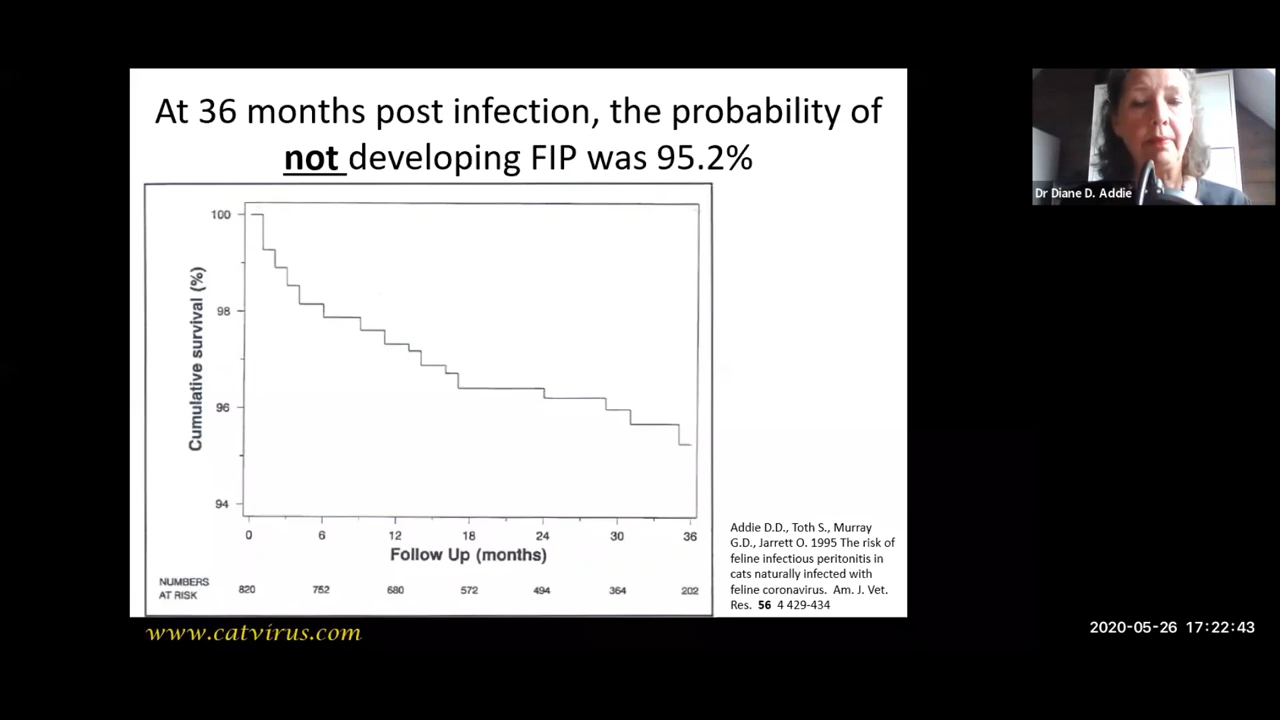 At 36 months post infection, the probability of
not developing FIP was 95.2%
Dr Diane D. Addie
100
98
96
94
Cumulative survival (%)
0 6 12 18 24 30 36
Follow Up (months)
NUMBERS
AT RISK
820 752 680 572 494 364 202
Addie D.D., Toth S., Murray
G.D., Jarrett O. 1995 The risk of
feline infectious peritonitis in
cats naturally infected with
feline coronavirus. Am. J. Vet.
Res. 56 4 429-434
www.catvirus.com
2020-05-26 17:22:43